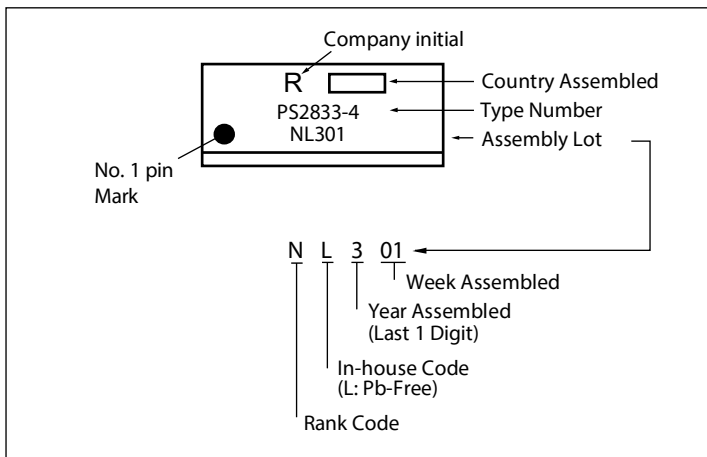 Company initial
R
Country Assembled
PS2833-4
Type Number
NL301
Assembly Lot
No. 1 pin
Mark
N L 3 01
Week Assembled
Year Assembled
(Last 1 Digit)
In-house Code
(L: Pb-Free)
Rank Code